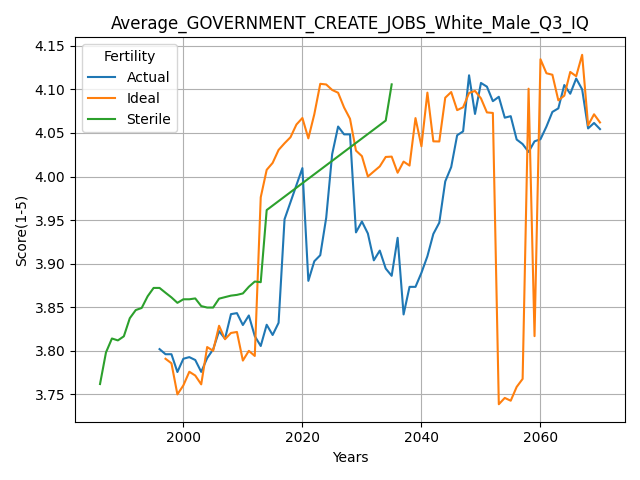 Average_GOVERNMENT_CREATE_JOBS_White_Male_Q3_IQ
Fertility
Actual
Ideal
Sterile
Score(1-5)
4.15
4.10
4.05
4.00
3.95
3.90
3.85
3.80
3.75
2000
2020
2040
2060
Years